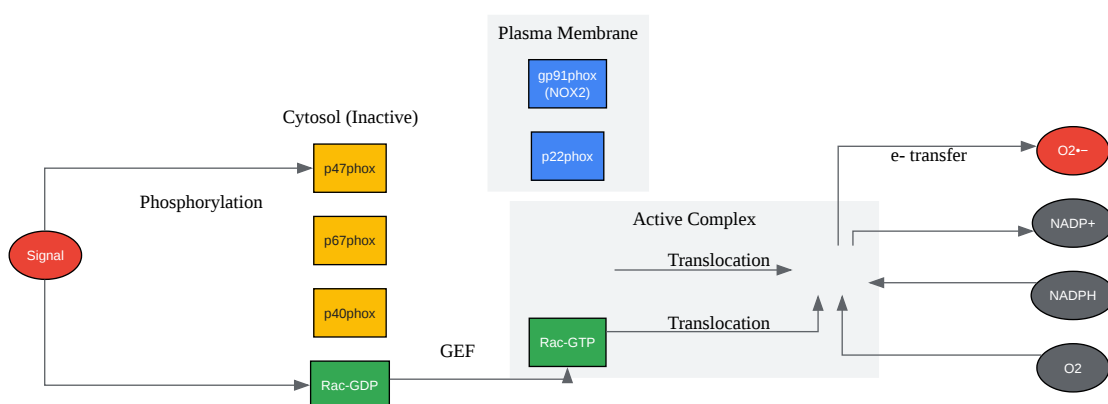 Plasma Membrane
gp91phox
(NOX2)
p22phox
Cytosol (Inactive)
p47phox
Phosphorylation
p67phox
Signal
p40phox
Rac-GDP
GEF
Active Complex
Translocation
Rac-GTP
Translocation
e- transfer
O2•−
NADP+
NADPH
O2